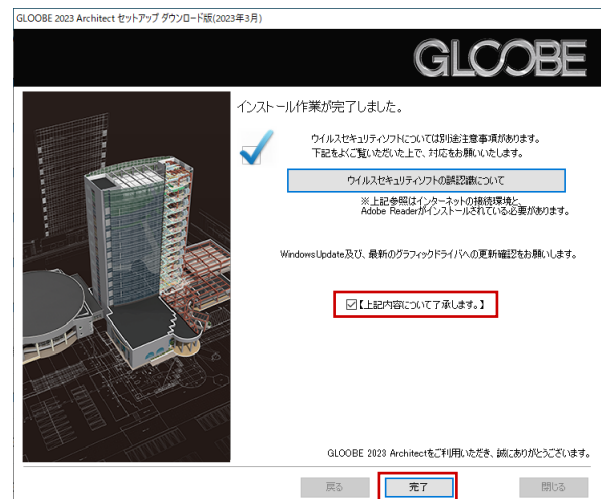 GLOOBE 2023 Architect セットアップ ダウンロード版(2023年3月)
GLOOBE
インストール作業が完了しました。
ウイルスセキュリティソフトについては別途注意事項があります。
下記をよくご覧いただいた上で、対応をお願いいたします。
ウイルスセキュリティソフトの誤認識について
※上記参照はインターネットの接続環境と、
Adobe Readerがインストールされている必要があります。
WindowsUpdate及び、最新のグラフィックドライバへの更新確認をお願いします。
【上記内容について了承します。】
GLOOBE 2023 Architectをご利用いただき、誠にありがとうございます。
戻る 完了 閉じる